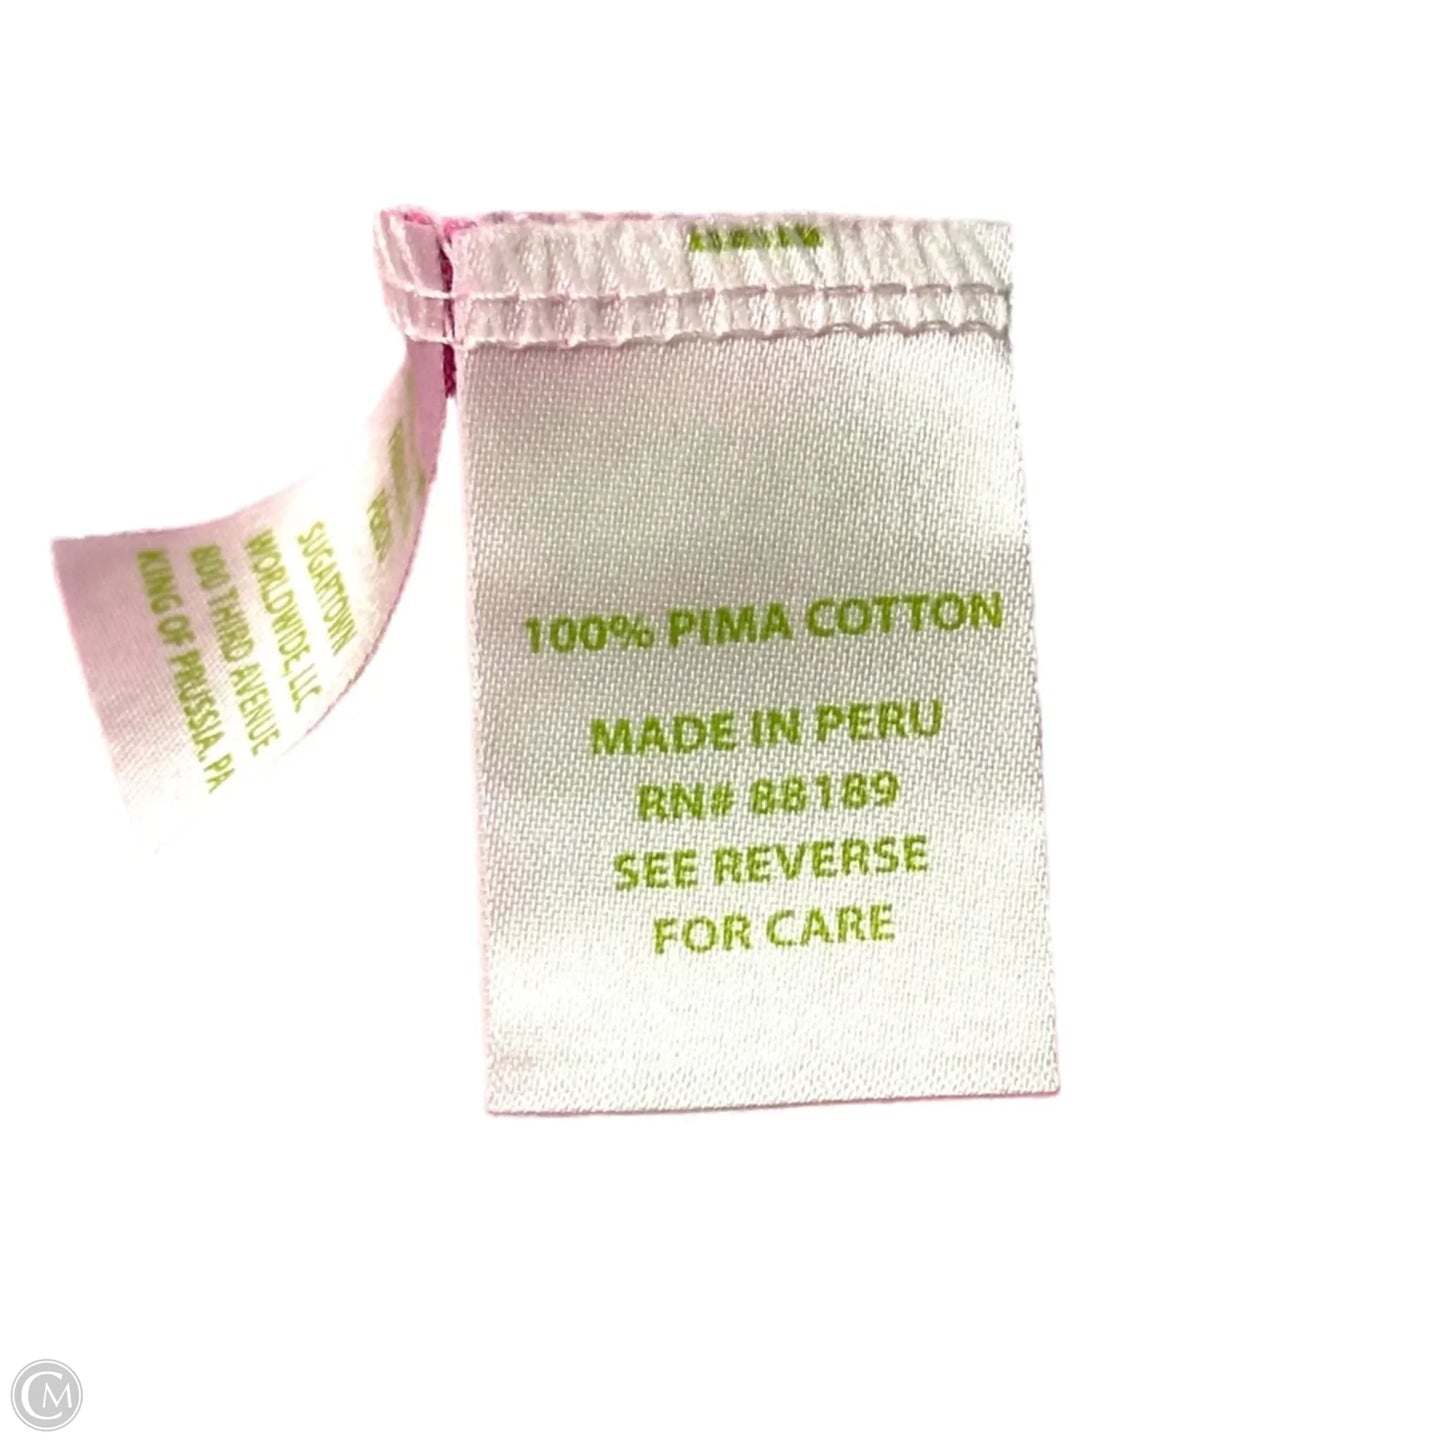 100% PIMA COTTON
MADE IN PERU
RN# 88189
SEE REVERSE
FOR CARE
SUGARTOWN
WORLDWIDE, LLC
800 THIRD AVENUE
KING OF PRUSSIA, PA
CM